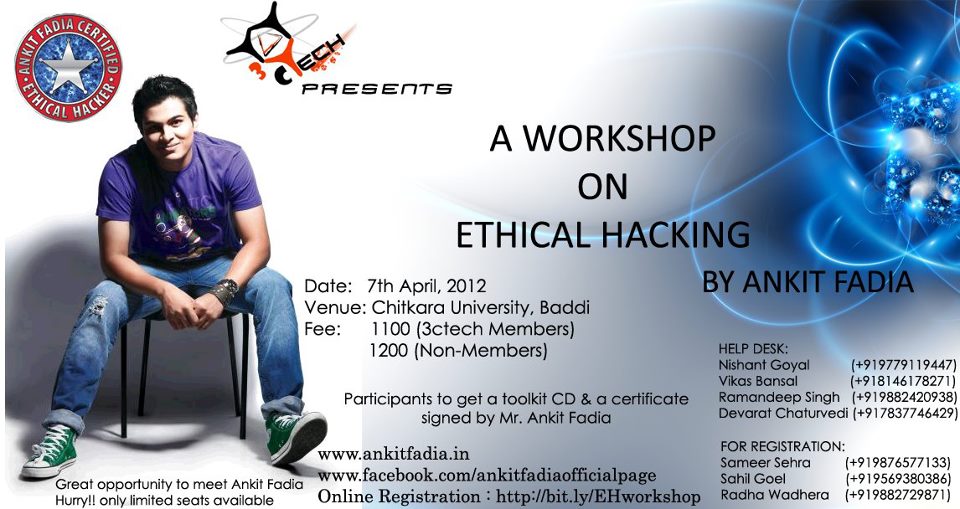 ANKIT FADIA CERTIFIED
ETHICAL HACKER
3CTECH
PRESENTS
A WORKSHOP
ON
ETHICAL HACKING
BY ANKIT FADIA
Date: 7th April, 2012
Venue: Chitkara University, Baddi
Fee: 1100 (3ctech Members)
1200 (Non-Members)
Participants to get a toolkit CD & a certificate
signed by Mr. Ankit Fadia
www.ankitfadia.in
www.facebook.com/ankitfadiaofficialpage
Online Registration : http://bit.ly/EHworkshop
Great opportunity to meet Ankit Fadia
Hurry!! only limited seats available
HELP DESK:
Nishant Goyal (+919779119447)
Vikas Bansal (+918146178271)
Ramandeep Singh (+919882420938)
Devarat Chaturvedi (+917837746429)
FOR REGISTRATION:
Sameer Sehra (+919876577133)
Sahil Goel (+919569380386)
Radha Wadhera (+919882729871)